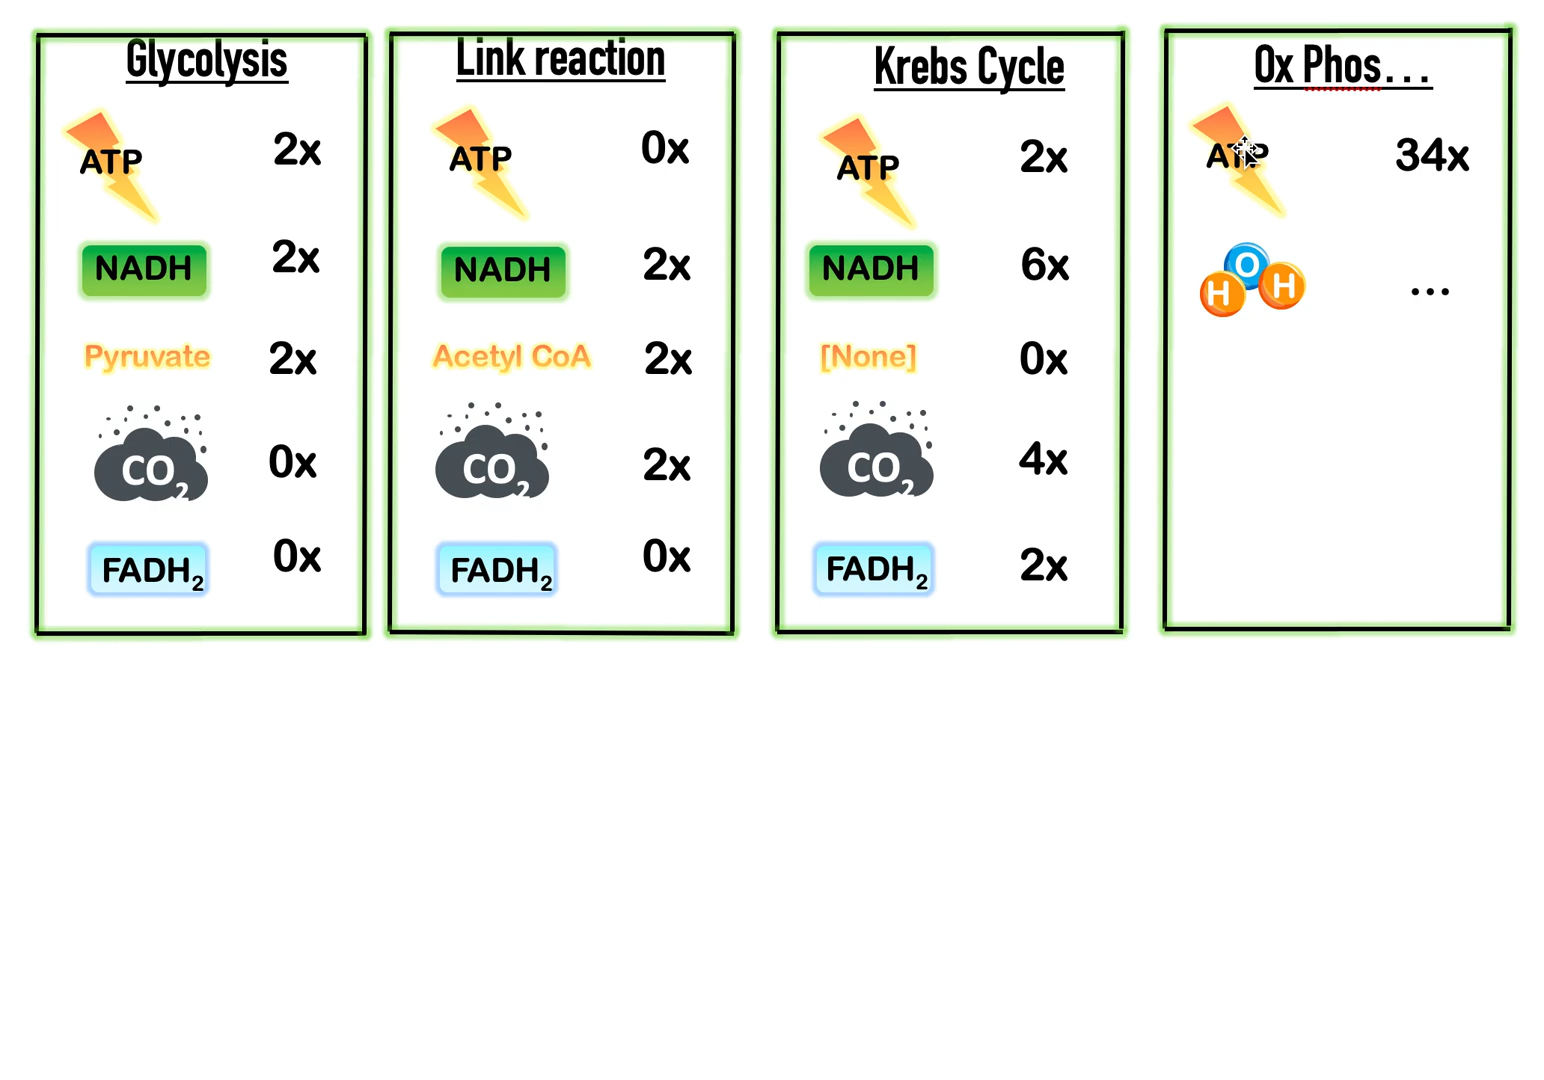 Glycolysis
ATP 2x
NADH 2x
Pyruvate 2x
CO2 0x
FADH2 0x
Link reaction
ATP 0x
NADH 2x
Acetyl CoA 2x
CO2 2x
FADH2 0x
Krebs Cycle
ATP 2x
NADH 6x
[None] 0x
CO2 4x
FADH2 2x
Ox Phos...
ATP 34x
H O H ...